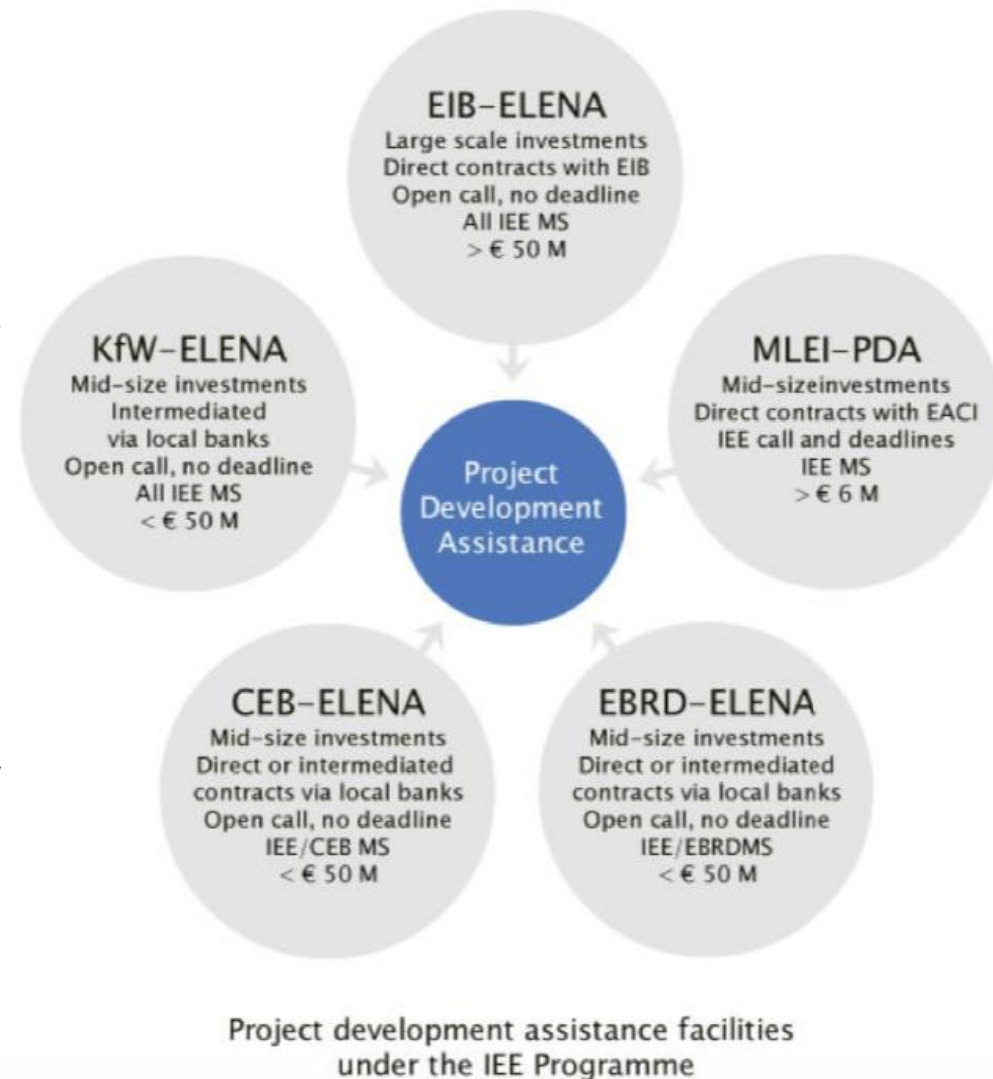 EIB-ELENA
Large scale investments
Direct contracts with EIB
Open call, no deadline
All IEE MS
> € 50 M
KfW-ELENA
Mid-size investments
Intermediated
via local banks
Open call, no deadline
All IEE MS
< € 50 M
MLEI-PDA
Mid-sizeinvestments
Direct contracts with EACI
IEE call and deadlines
IEE MS
> € 6 M
Project
Development
Assistance
CEB-ELENA
Mid-size investments
Direct or intermediated
contracts via local banks
Open call, no deadline
IEE/CEB MS
< € 50 M
EBRD-ELENA
Mid-size investments
Direct or intermediated
contracts via local banks
Open call, no deadline
IEE/EBRDMS
< € 50 M
Project development assistance facilities
under the IEE Programme